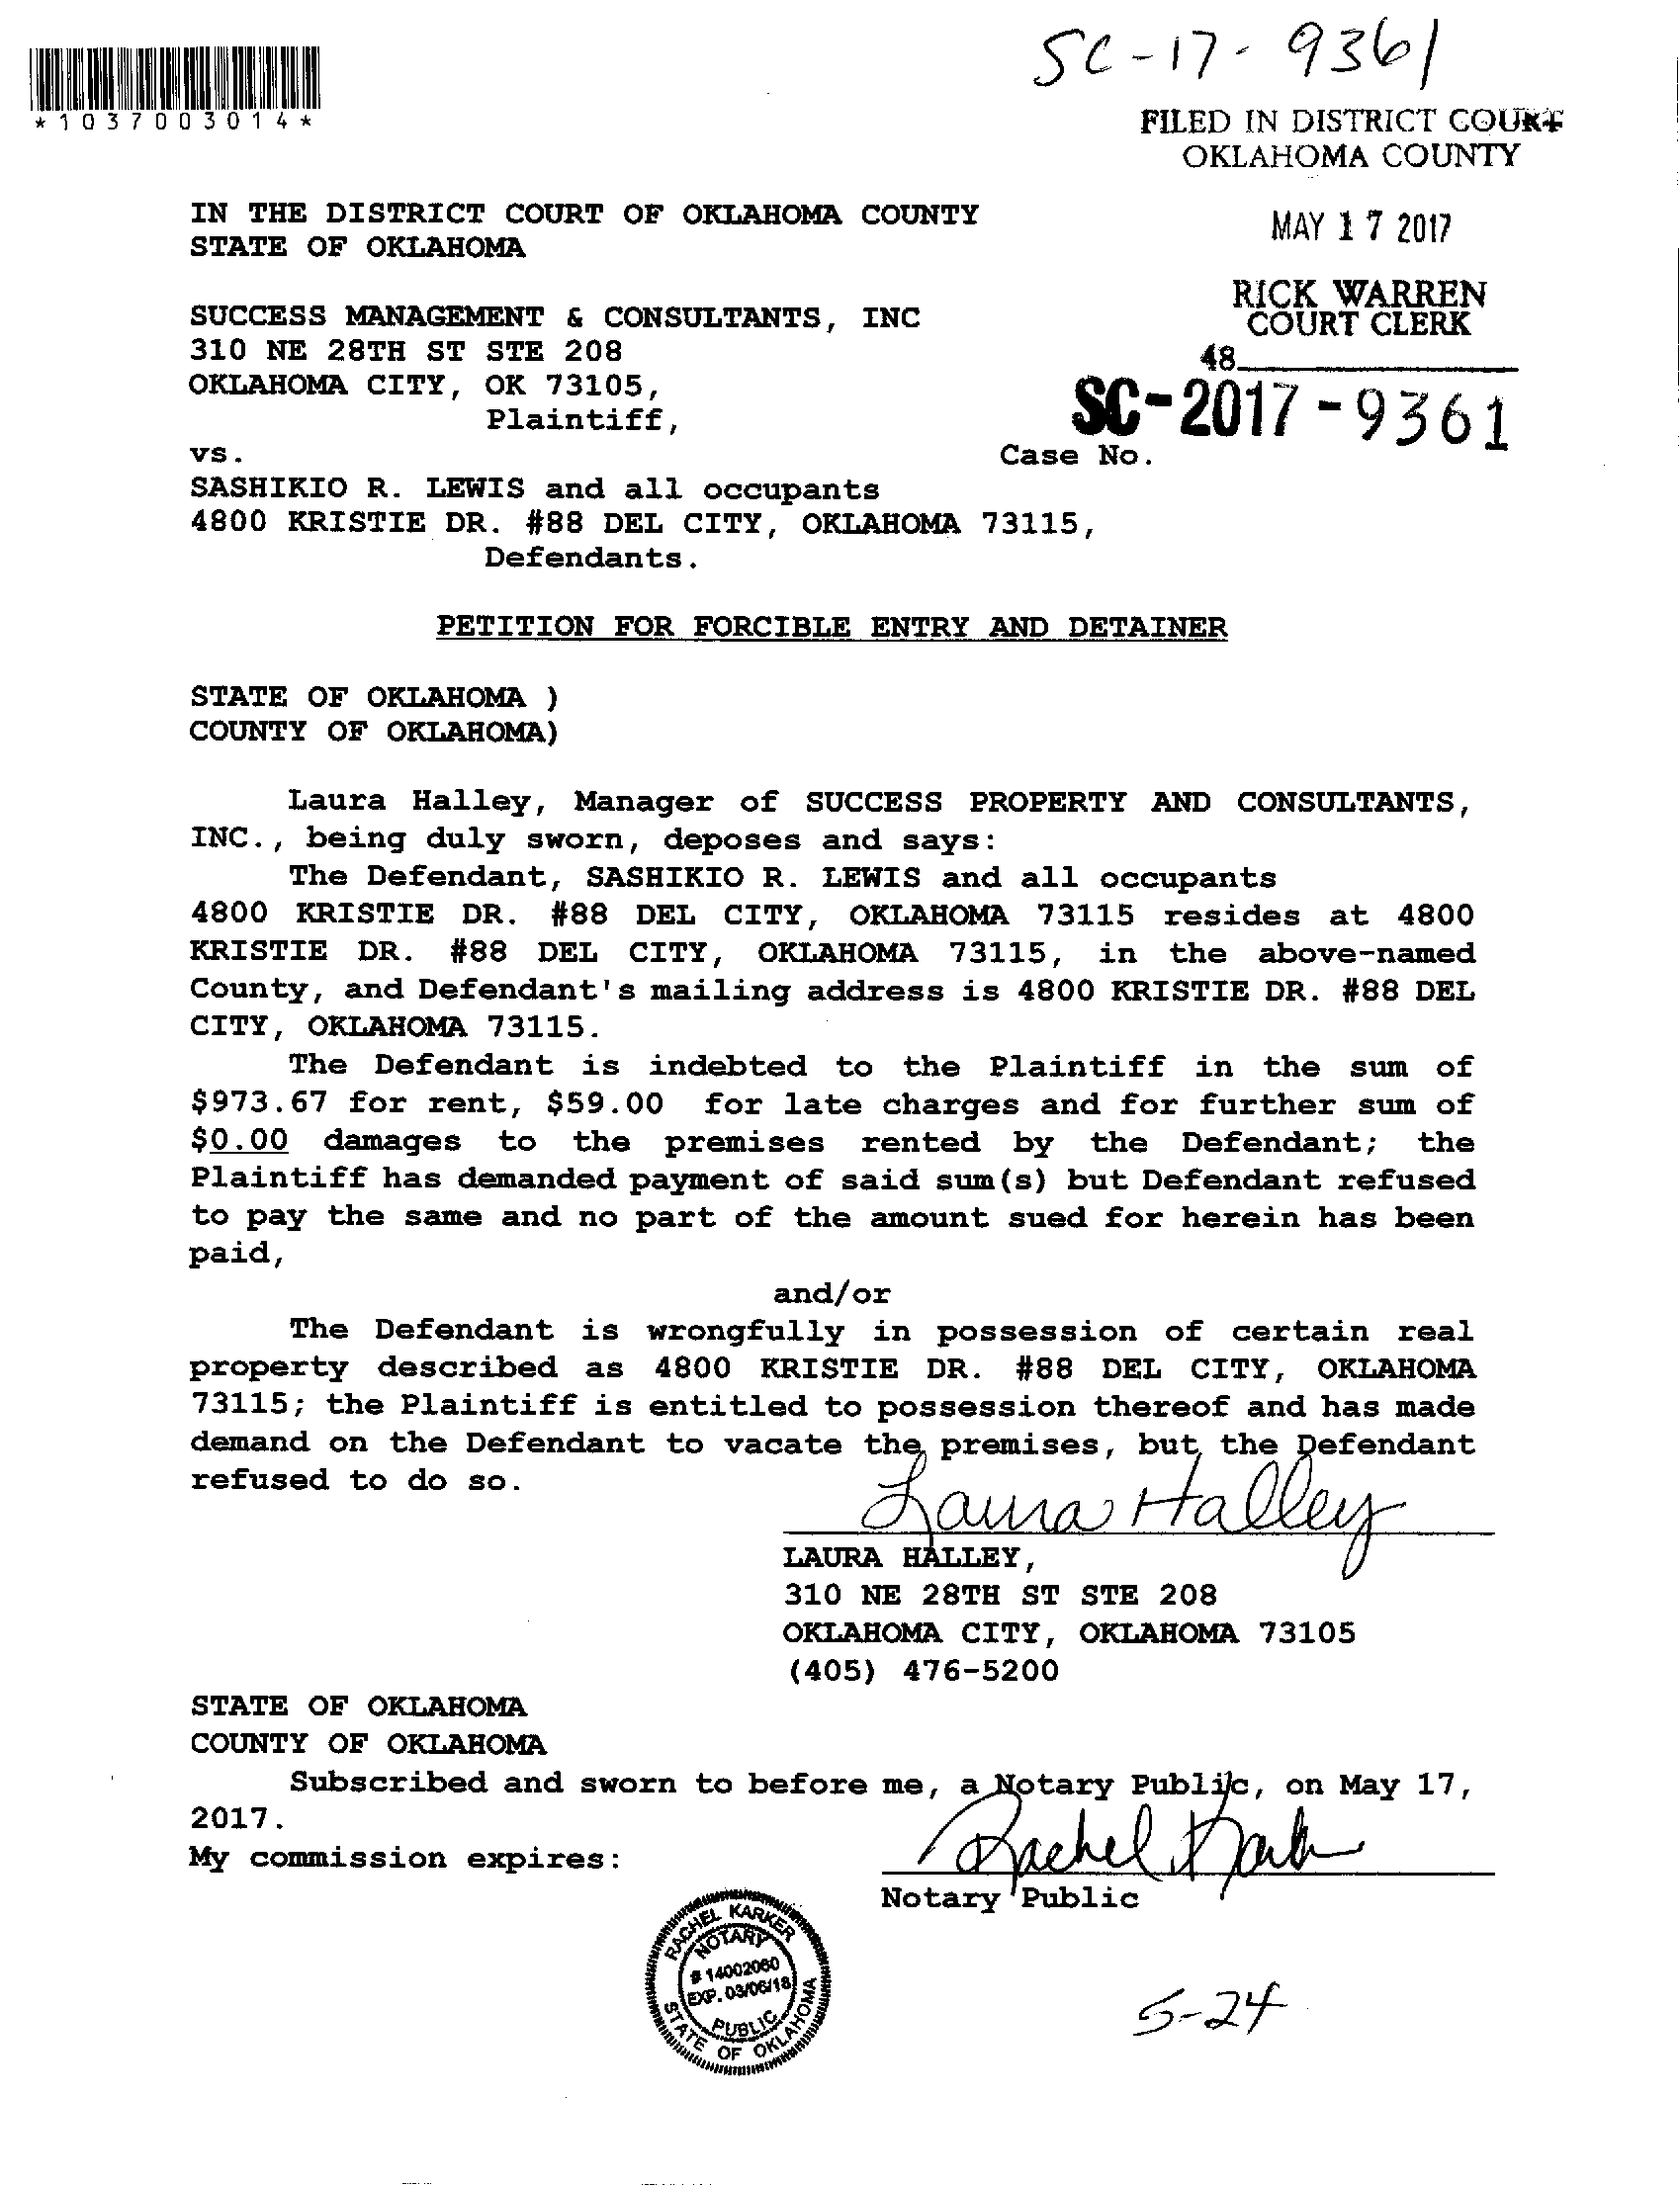 SC-17-9361
*1037003014*
FILED IN DISTRICT COURT
OKLAHOMA COUNTY
MAY 17 2017
RICK WARREN
COURT CLERK
48
SC-2017-9361
IN THE DISTRICT COURT OF OKLAHOMA COUNTY
STATE OF OKLAHOMA
SUCCESS MANAGEMENT & CONSULTANTS, INC
310 NE 28TH ST STE 208
OKLAHOMA CITY, OK 73105,
Plaintiff,
vs. Case No.
SASHIKIO R. LEWIS and all occupants
4800 KRISTIE DR. #88 DEL CITY, OKLAHOMA 73115,
Defendants.
PETITION FOR FORCIBLE ENTRY AND DETAINER
STATE OF OKLAHOMA )
COUNTY OF OKLAHOMA)
Laura Halley, Manager of SUCCESS PROPERTY AND CONSULTANTS,
INC., being duly sworn, deposes and says:
The Defendant, SASHIKIO R. LEWIS and all occupants
4800 KRISTIE DR. #88 DEL CITY, OKLAHOMA 73115 resides at 4800
KRISTIE DR. #88 DEL CITY, OKLAHOMA 73115, in the above-named
County, and Defendant's mailing address is 4800 KRISTIE DR. #88 DEL
CITY, OKLAHOMA 73115.
The Defendant is indebted to the Plaintiff in the sum of
$973.67 for rent, $59.00 for late charges and for further sum of
$0.00 damages to the premises rented by the Defendant; the
Plaintiff has demanded payment of said sum(s) but Defendant refused
to pay the same and no part of the amount sued for herein has been
paid,
and/or
The Defendant is wrongfully in possession of certain real
property described as 4800 KRISTIE DR. #88 DEL CITY, OKLAHOMA
73115; the Plaintiff is entitled to possession thereof and has made
demand on the Defendant to vacate the premises, but the Defendant
refused to do so.
Laura Halley
LAURA HALLEY,
310 NE 28TH ST STE 208
OKLAHOMA CITY, OKLAHOMA 73105
(405) 476-5200
STATE OF OKLAHOMA
COUNTY OF OKLAHOMA
Subscribed and sworn to before me, a Notary Public, on May 17,
2017.
My commission expires:
Rachel Karker
Notary Public
RACHEL KARKER
NOTARY
# 14002060
EXP. 03/06/18
PUBLIC
STATE OF OKLAHOMA
5-24